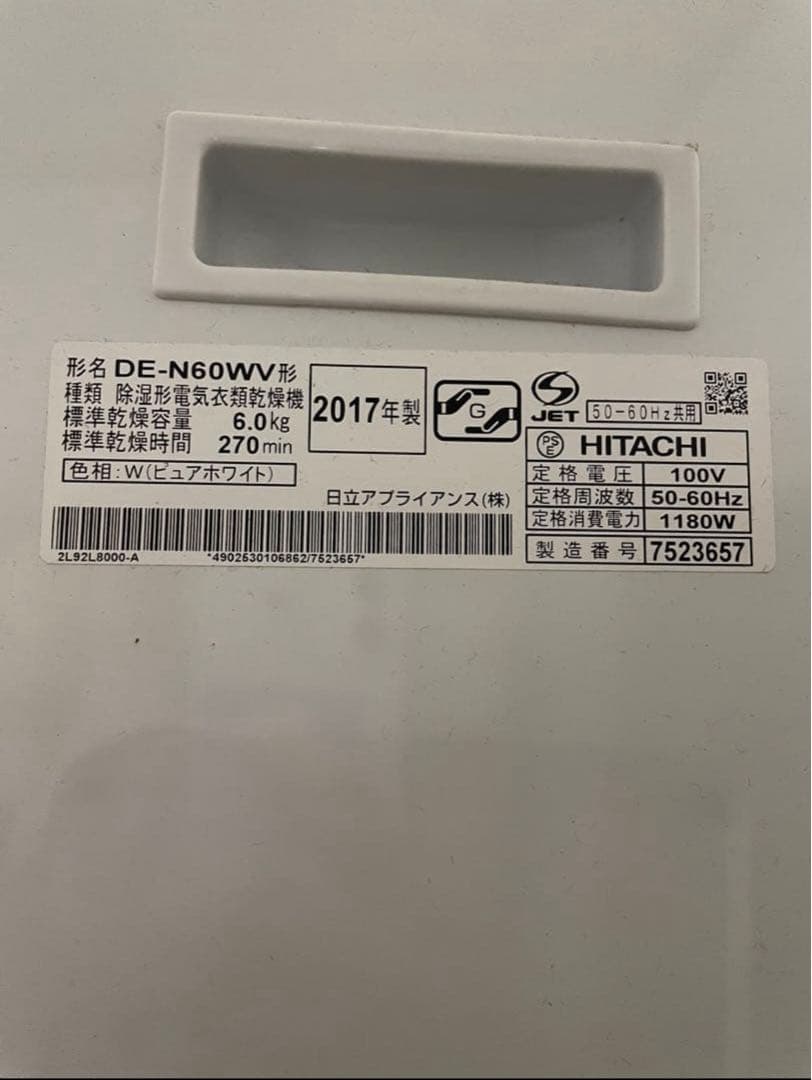 形名 DE-N60WV形
種類 除湿形電気衣類乾燥機
標準乾燥容量 6.0kg
標準乾燥時間 270min
色相:W(ピュアホワイト)
2017年製
G
S
JET
50-60Hz共用
PS
E
HITACHI
定格電圧 100V
定格周波数 50-60Hz
定格消費電力 1180W
製造番号 7523657
日立アプライアンス(株)
2L92L8000-A
*4902530106862/7523657*